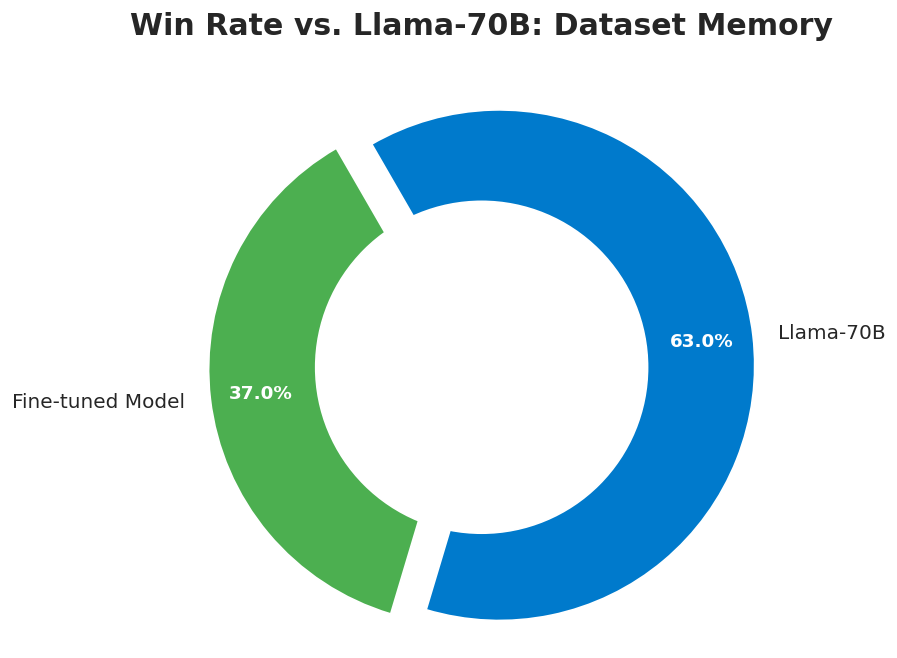 Win Rate vs. Llama-70B: Dataset Memory
63.0%
Llama-70B
37.0%
Fine-tuned Model